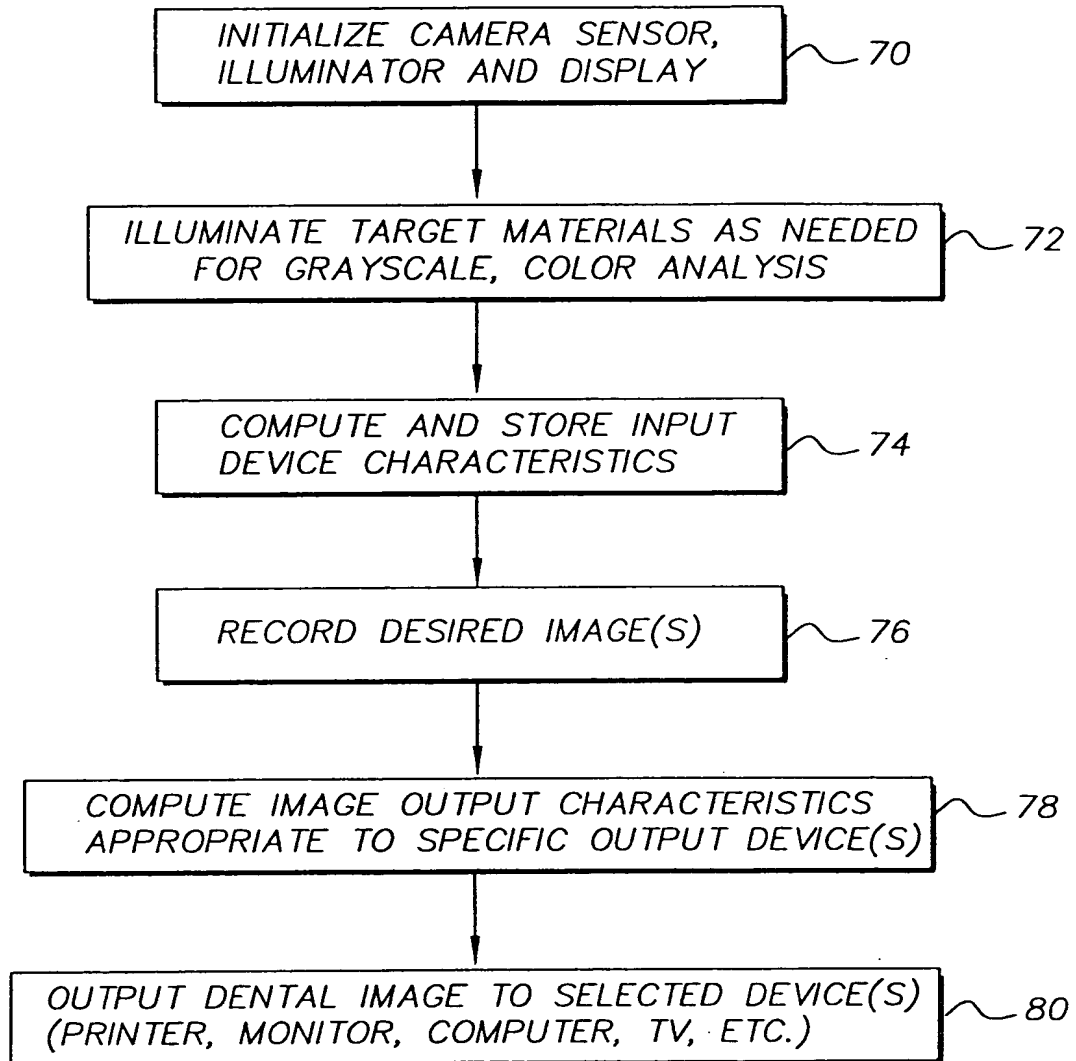 INITIALIZE CAMERA SENSOR,
ILLUMINATOR AND DISPLAY
70
ILLUMINATE TARGET MATERIALS AS NEEDED
FOR GRAYSCALE, COLOR ANALYSIS
72
COMPUTE AND STORE INPUT
DEVICE CHARACTERISTICS
74
RECORD DESIRED IMAGE(S)
76
COMPUTE IMAGE OUTPUT CHARACTERISTICS
APPROPRIATE TO SPECIFIC OUTPUT DEVICE(S)
78
OUTPUT DENTAL IMAGE TO SELECTED DEVICE(S)
(PRINTER, MONITOR, COMPUTER, TV, ETC.)
80